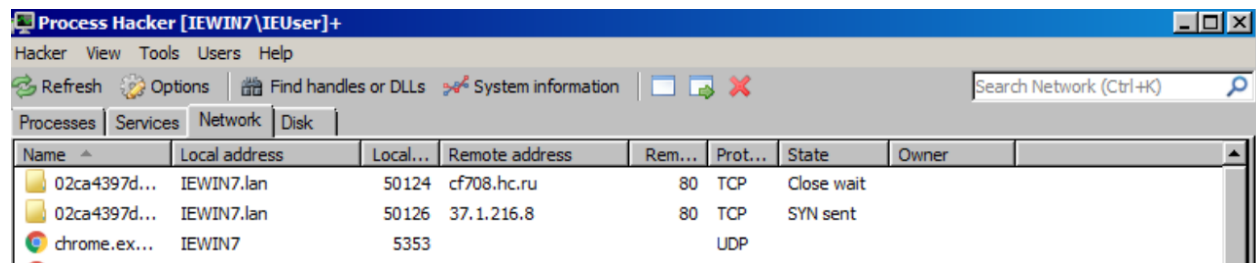 Process Hacker [IEWIN7\IEUser]+
Hacker View Tools Users Help
Refresh Options Find handles or DLLs System information Search Network (Ctrl+K)
Processes Services Network Disk
Name Local address Local... Remote address Rem... Prot... State Owner
02ca4397d... IEWIN7.lan 50124 cf708.hc.ru 80 TCP Close wait
02ca4397d... IEWIN7.lan 50126 37.1.216.8 80 TCP SYN sent
chrome.ex... IEWIN7 5353 UDP